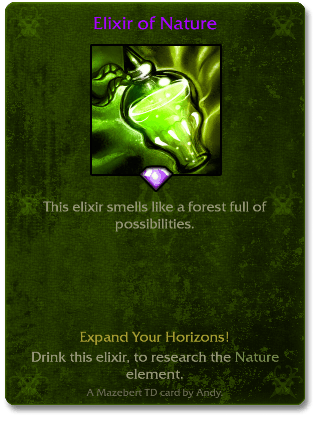 Elixir of Nature
This elixir smells like a forest full of
possibilities.
Expand Your Horizons!
Drink this elixir, to research the Nature
element.
A Mazebert TD card by Andy.